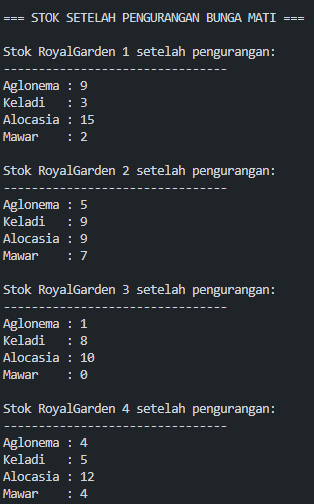 === STOK SETELAH PENGURANGAN BUNGA MATI ===
Stok RoyalGarden 1 setelah pengurangan:
--------------------------------
Aglonema : 9
Keladi   : 3
Alocasia : 15
Mawar    : 2
Stok RoyalGarden 2 setelah pengurangan:
--------------------------------
Aglonema : 5
Keladi   : 9
Alocasia : 9
Mawar    : 7
Stok RoyalGarden 3 setelah pengurangan:
--------------------------------
Aglonema : 1
Keladi   : 8
Alocasia : 10
Mawar    : 0
Stok RoyalGarden 4 setelah pengurangan:
--------------------------------
Aglonema : 4
Keladi   : 5
Alocasia : 12
Mawar    : 4